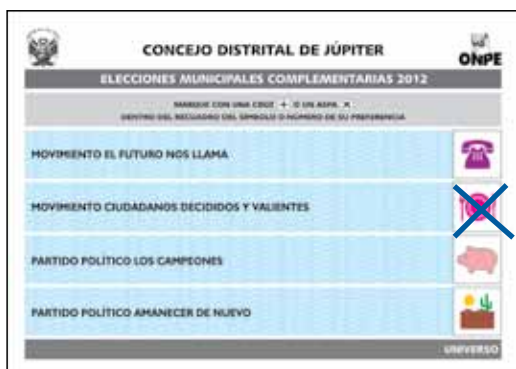 CONCEJO DISTRITAL DE JÚPITER
ONPE
ELECCIONES MUNICIPALES COMPLEMENTARIAS 2012
MARQUE CON UNA CRUZ + O UN ASPA X
DENTRO DEL RECUADRO DEL SÍMBOLO O NÚMERO DE SU PREFERENCIA
MOVIMIENTO EL FUTURO NOS LLAMA
MOVIMIENTO CIUDADANOS DECIDIDOS Y VALIENTES
PARTIDO POLÍTICO LOS CAMPEONES
PARTIDO POLÍTICO AMANECER DE NUEVO
UNIVERSO